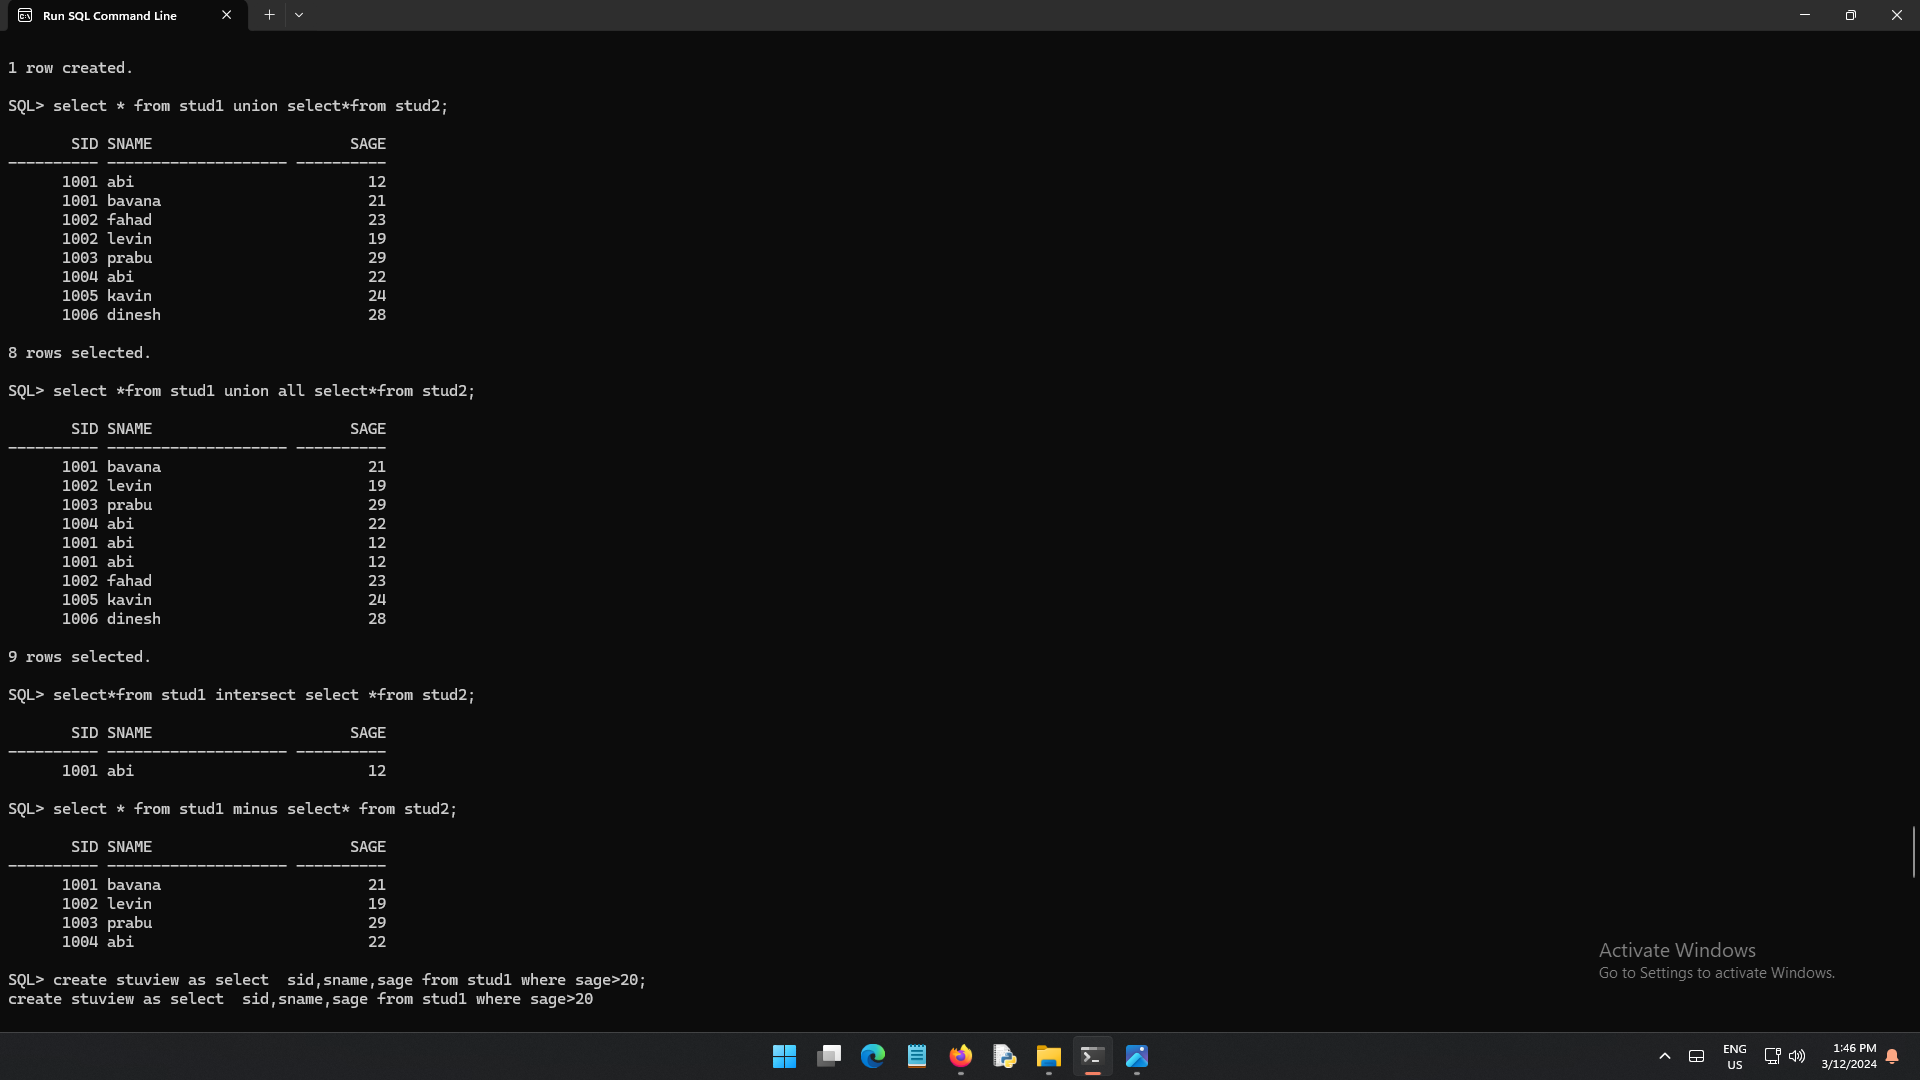 Run SQL Command Line
1 row created.
SQL> select * from stud1 union select*from stud2;
SID SNAME SAGE
---------- -------------------- ----------
1001 abi 12
1001 bavana 21
1002 fahad 23
1002 levin 19
1003 prabu 29
1004 abi 22
1005 kavin 24
1006 dinesh 28
8 rows selected.
SQL> select *from stud1 union all select*from stud2;
SID SNAME SAGE
---------- -------------------- ----------
1001 bavana 21
1002 levin 19
1003 prabu 29
1004 abi 22
1001 abi 12
1001 abi 12
1002 fahad 23
1005 kavin 24
1006 dinesh 28
9 rows selected.
SQL> select*from stud1 intersect select *from stud2;
SID SNAME SAGE
---------- -------------------- ----------
1001 abi 12
SQL> select * from stud1 minus select* from stud2;
SID SNAME SAGE
---------- -------------------- ----------
1001 bavana 21
1002 levin 19
1003 prabu 29
1004 abi 22
SQL> create stuview as select  sid,sname,sage from stud1 where sage>20;
create stuview as select  sid,sname,sage from stud1 where sage>20
Activate Windows
Go to Settings to activate Windows.
ENG
US
1:46 PM
3/12/2024